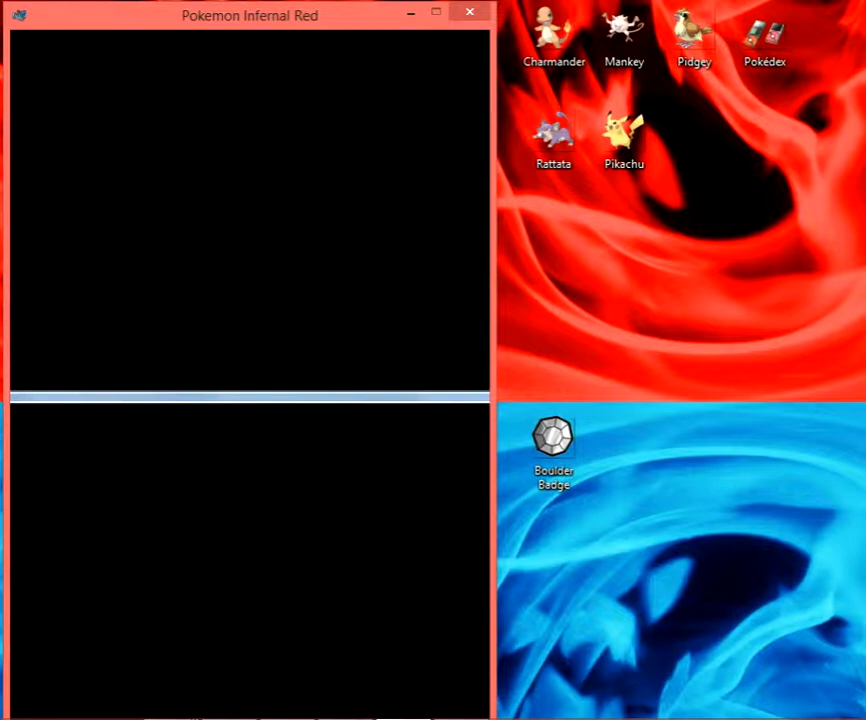 Pokemon Infernal Red
Charmander
Mankey
Pidgey
Pokédex
Rattata
Pikachu
Boulder
Badge